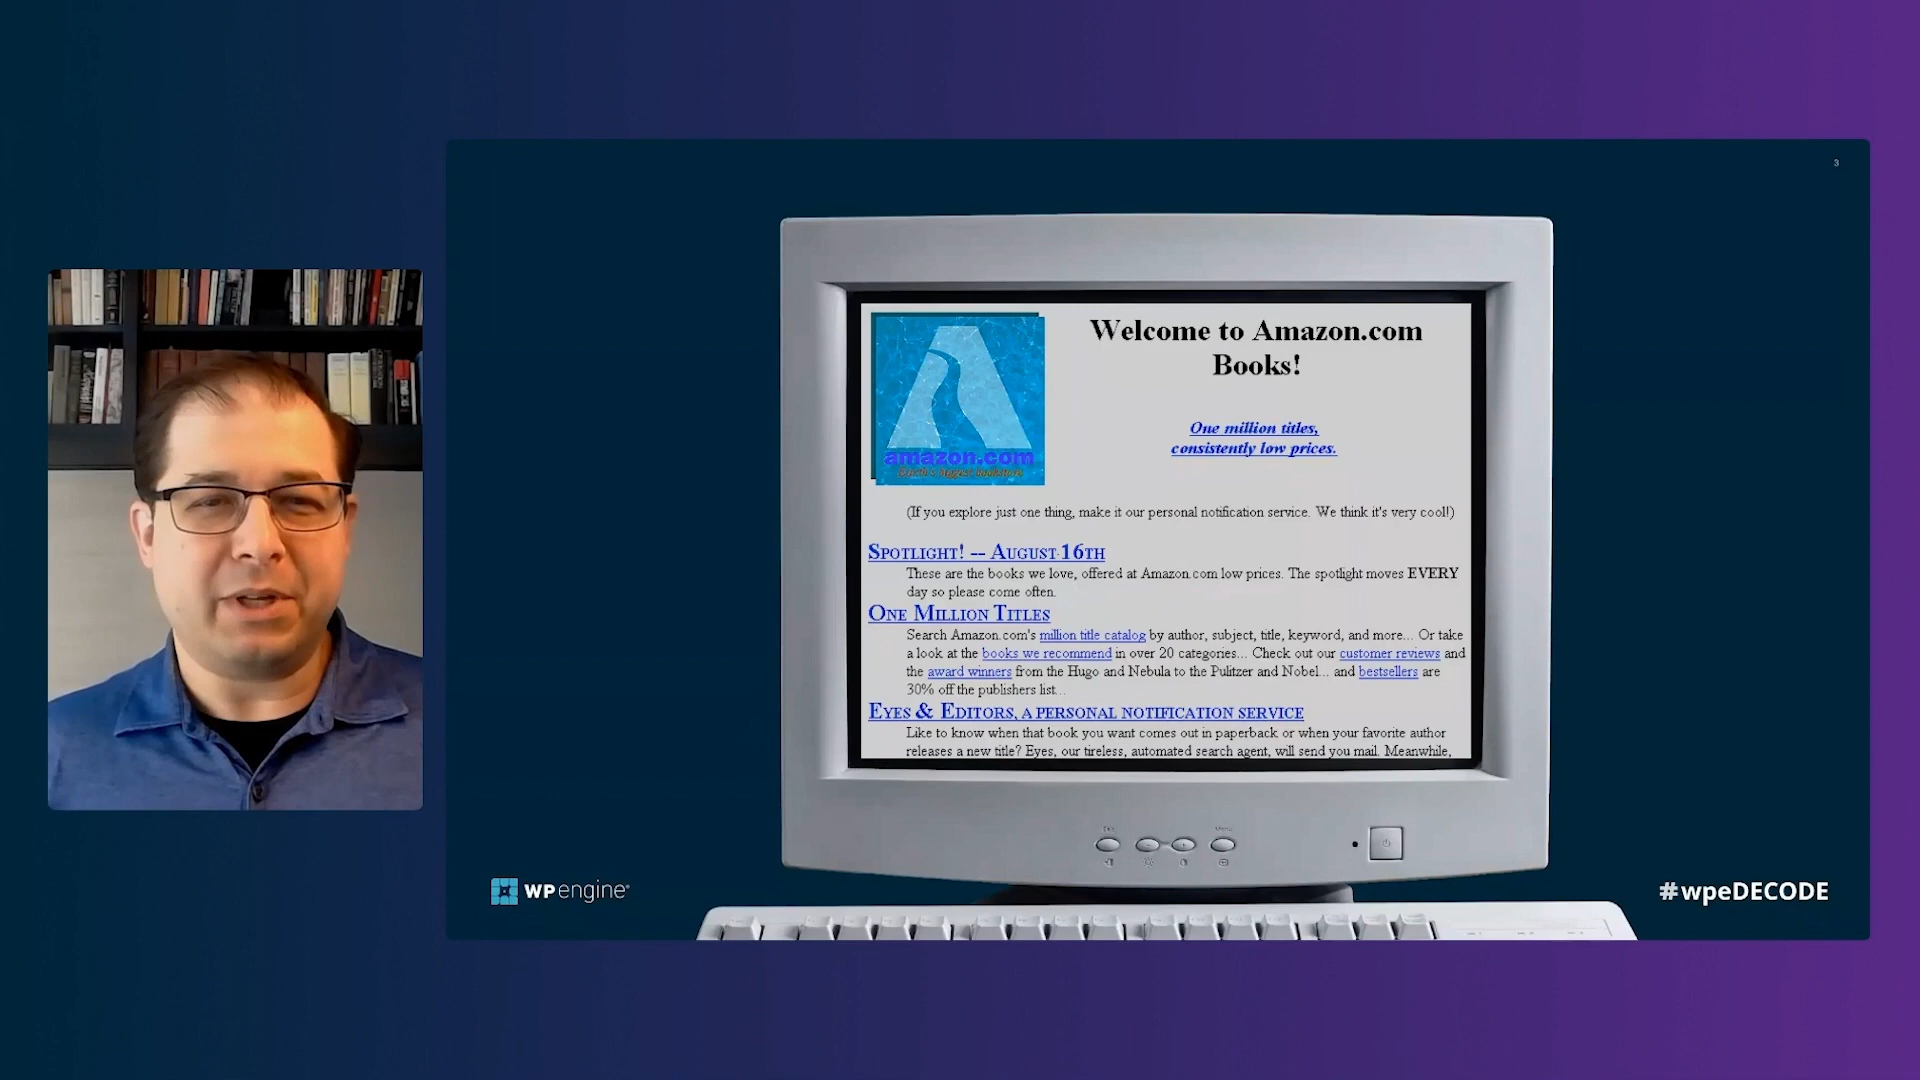 3
Welcome to Amazon.com
Books!
One million titles,
consistently low prices.
amazon.com
(If you explore just one thing, make it our personal notification service. We think it's very cool!)
SPOTLIGHT! -- AUGUST 16TH
These are the books we love, offered at Amazon.com low prices. The spotlight moves EVERY
day so please come often.
ONE MILLION TITLES
Search Amazon.com's million title catalog by author, subject, title, keyword, and more... Or take
a look at the books we recommend in over 20 categories... Check out our customer reviews and
the award winners from the Hugo and Nebula to the Pulitzer and Nobel... and bestsellers are
30% off the publishers list...
EYES & EDITORS, A PERSONAL NOTIFICATION SERVICE
Like to know when that book you want comes out in paperback or when your favorite author
releases a new title? Eyes, our tireless, automated search agent, will send you mail. Meanwhile,
WPengine®
#wpeDECODE